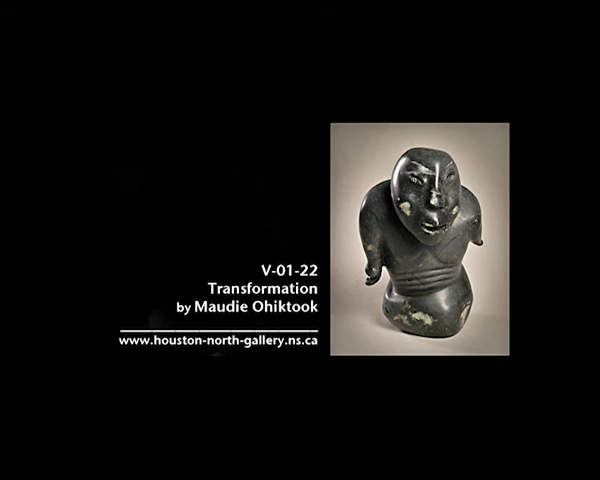 V-01-22
Transformation
by Maudie Ohiktook
www.houston-north-gallery.ns.ca